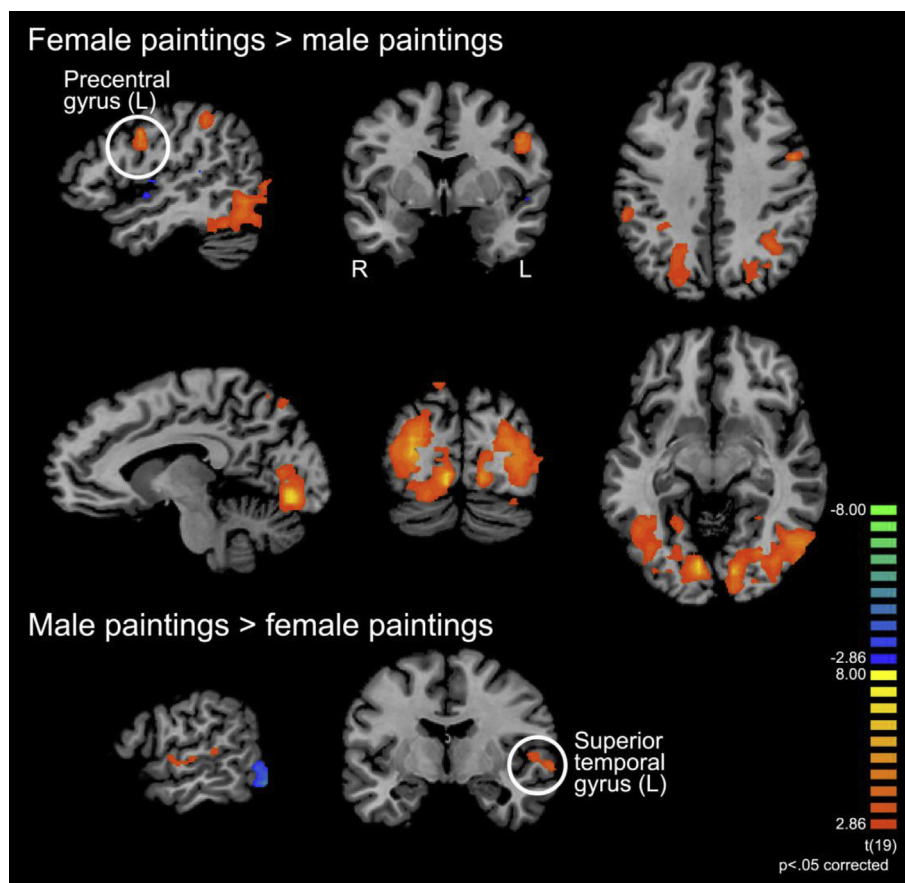 Female paintings > male paintings
Precentral
gyrus (L)
R
L
-8.00
-2.86
8.00
2.86
t(19)
p<.05 corrected
Male paintings > female paintings
Superior
temporal
gyrus (L)